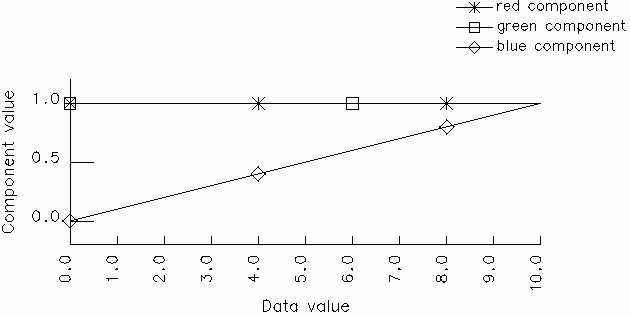 red component
green component
blue component
1.0
0.5
0.0
Component value
0.0 1.0 2.0 3.0 4.0 5.0 6.0 7.0 8.0 9.0 10.0
Data value